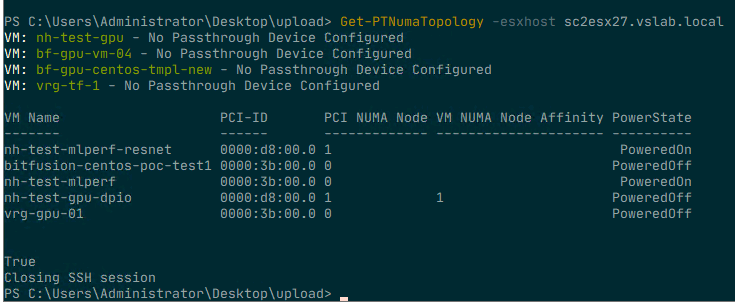 PS C:\Users\Administrator\Desktop\upload> Get-PTNumaTopology -esxhost sc2esx27.vslab.local
VM: nh-test-gpu - No Passthrough Device Configured
VM: bf-gpu-vm-04 - No Passthrough Device Configured
VM: bf-gpu-centos-tmpl-new - No Passthrough Device Configured
VM: vrg-tf-1 - No Passthrough Device Configured
VM Name                    PCI-ID       PCI NUMA Node VM NUMA Node Affinity PowerState
-------                    ------       ------------- --------------------- ----------
nh-test-mlperf-resnet      0000:d8:00.0 1                                    PoweredOn
bitfusion-centos-poc-test1 0000:3b:00.0 0                                   PoweredOff
nh-test-mlperf             0000:3b:00.0 0                                    PoweredOn
nh-test-gpu-dpio           0000:d8:00.0 1             1                     PoweredOff
vrg-gpu-01                 0000:3b:00.0 0                                   PoweredOff
True
Closing SSH session
PS C:\Users\Administrator\Desktop\upload>